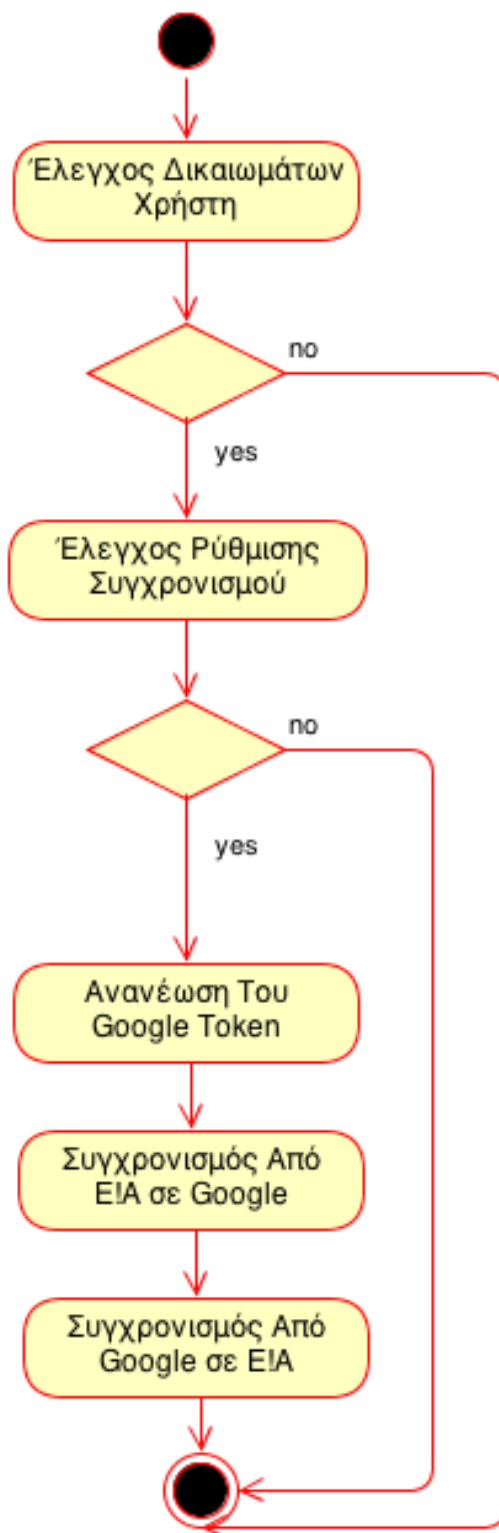 Έλεγχος Δικαιωμάτων
Χρήστη
no
yes
Έλεγχος Ρύθμισης
Συγχρονισμού
no
yes
Ανανέωση Του
Google Token
Συγχρονισμός Από
E!A σε Google
Συγχρονισμός Από
Google σε E!A